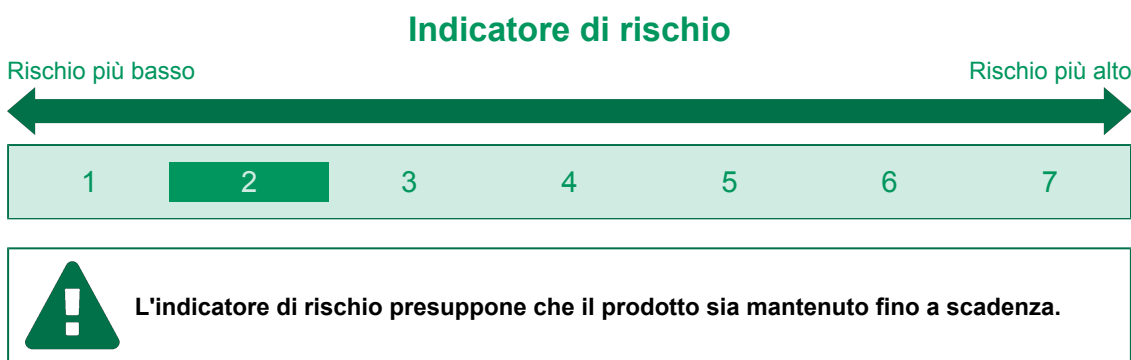 Indicatore di rischio
Rischio più basso Rischio più alto
1 2 3 4 5 6 7
L'indicatore di rischio presuppone che il prodotto sia mantenuto fino a scadenza.